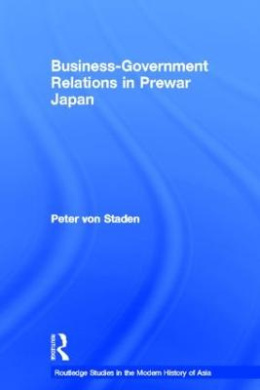 Business-Government
Relations in Prewar
Japan
Peter von Staden
ROUTLEDGE
Routledge Studies in the Modern History of Asia